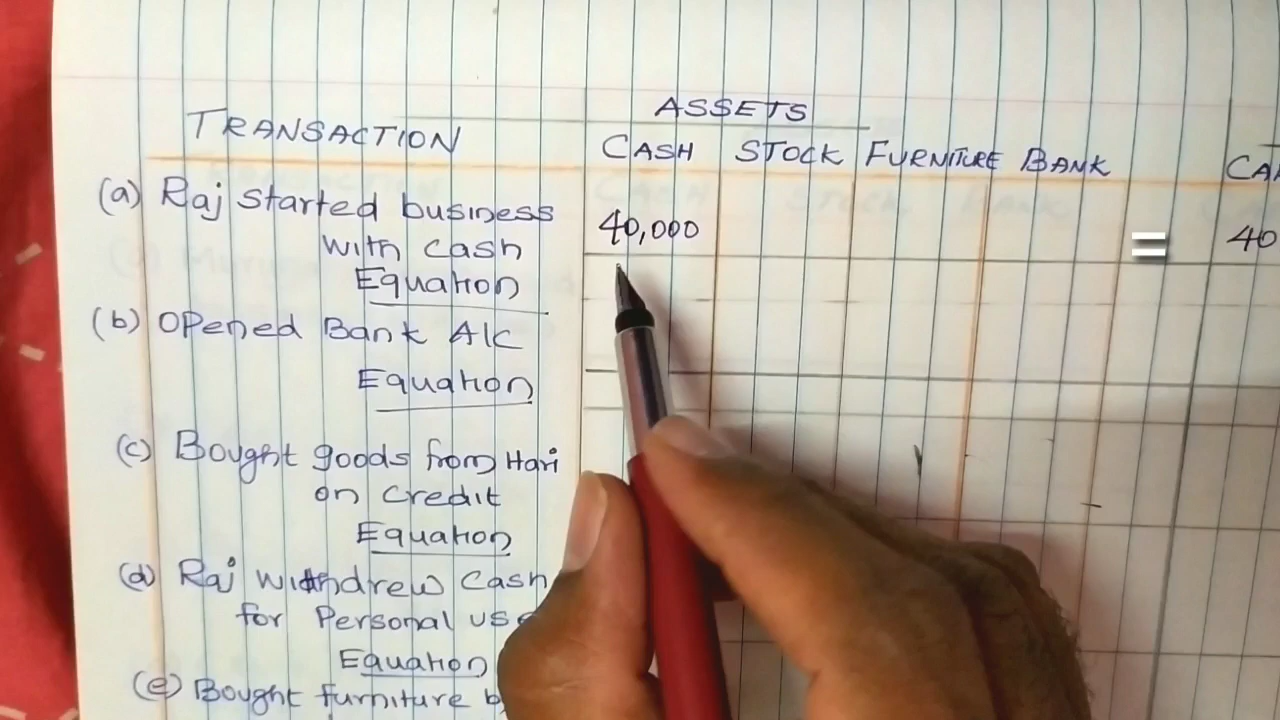 ASSETS
TRANSACTION CASH STOCK FURNITURE BANK
(a) Raj started business
with cash 40,000 = 40
Equation
(b) Opened Bank A/c
Equation
(c) Bought goods from Hari
on credit
Equation
(d) Raj withdrew cash
for Personal use
Equation
(e) Bought furniture